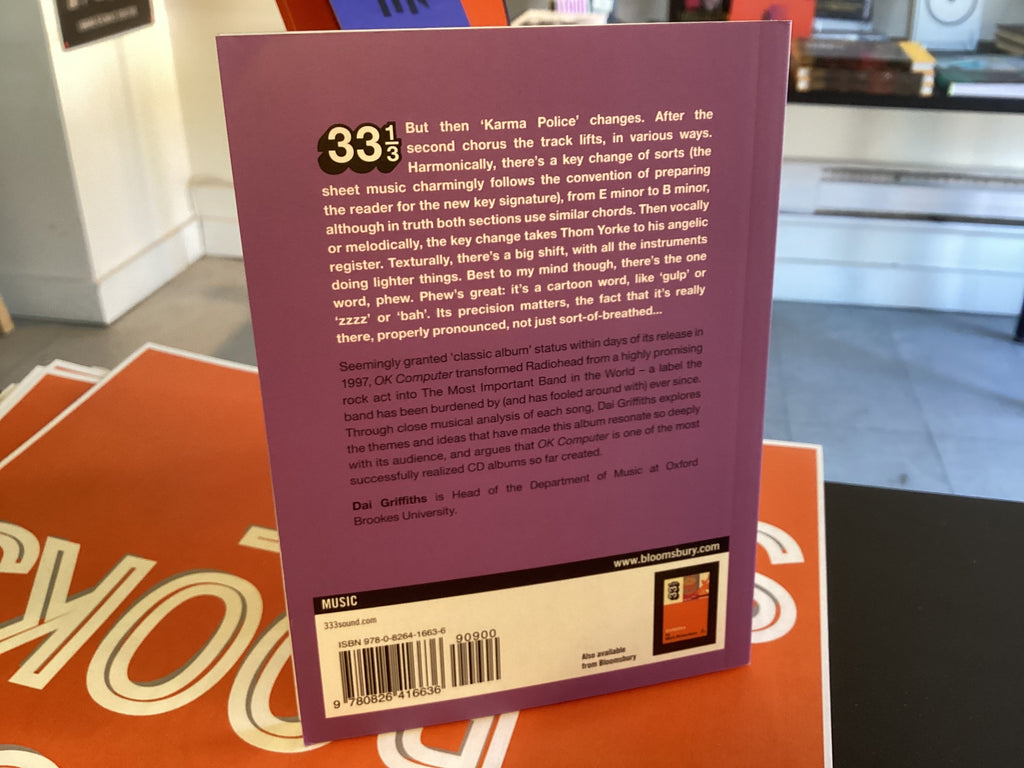 33 1/3
But then ‘Karma Police’ changes. After the
second chorus the track lifts, in various ways.
Harmonically, there’s a key change of sorts (the
sheet music charmingly follows the convention of preparing
the reader for the new key signature), from E minor to B minor,
although in truth both sections use similar chords. Then vocally
or melodically, the key change takes Thom Yorke to his angelic
register. Texturally, there’s a big shift, with all the instruments
doing lighter things. Best to my mind though, there’s the one
word, phew. Phew’s great: it’s a cartoon word, like ‘gulp’ or
‘zzzz’ or ‘bah’. Its precision matters, the fact that it’s really
there, properly pronounced, not just sort-of-breathed...
Seemingly granted ‘classic album’ status within days of its release in
1997, OK Computer transformed Radiohead from a highly promising
rock act into The Most Important Band in the World – a label the
band has been burdened by (and has fooled around with) ever since.
Through close musical analysis of each song, Dai Griffiths explores
the themes and ideas that have made this album resonate so deeply
with its audience, and argues that OK Computer is one of the most
successfully realized CD albums so far created.
Dai Griffiths is Head of the Department of Music at Oxford
Brookes University.
www.bloomsbury.com
MUSIC
333sound.com
ISBN 978-0-8264-1663-6
90900
9 780826 416636
Also available
from Bloomsbury
33